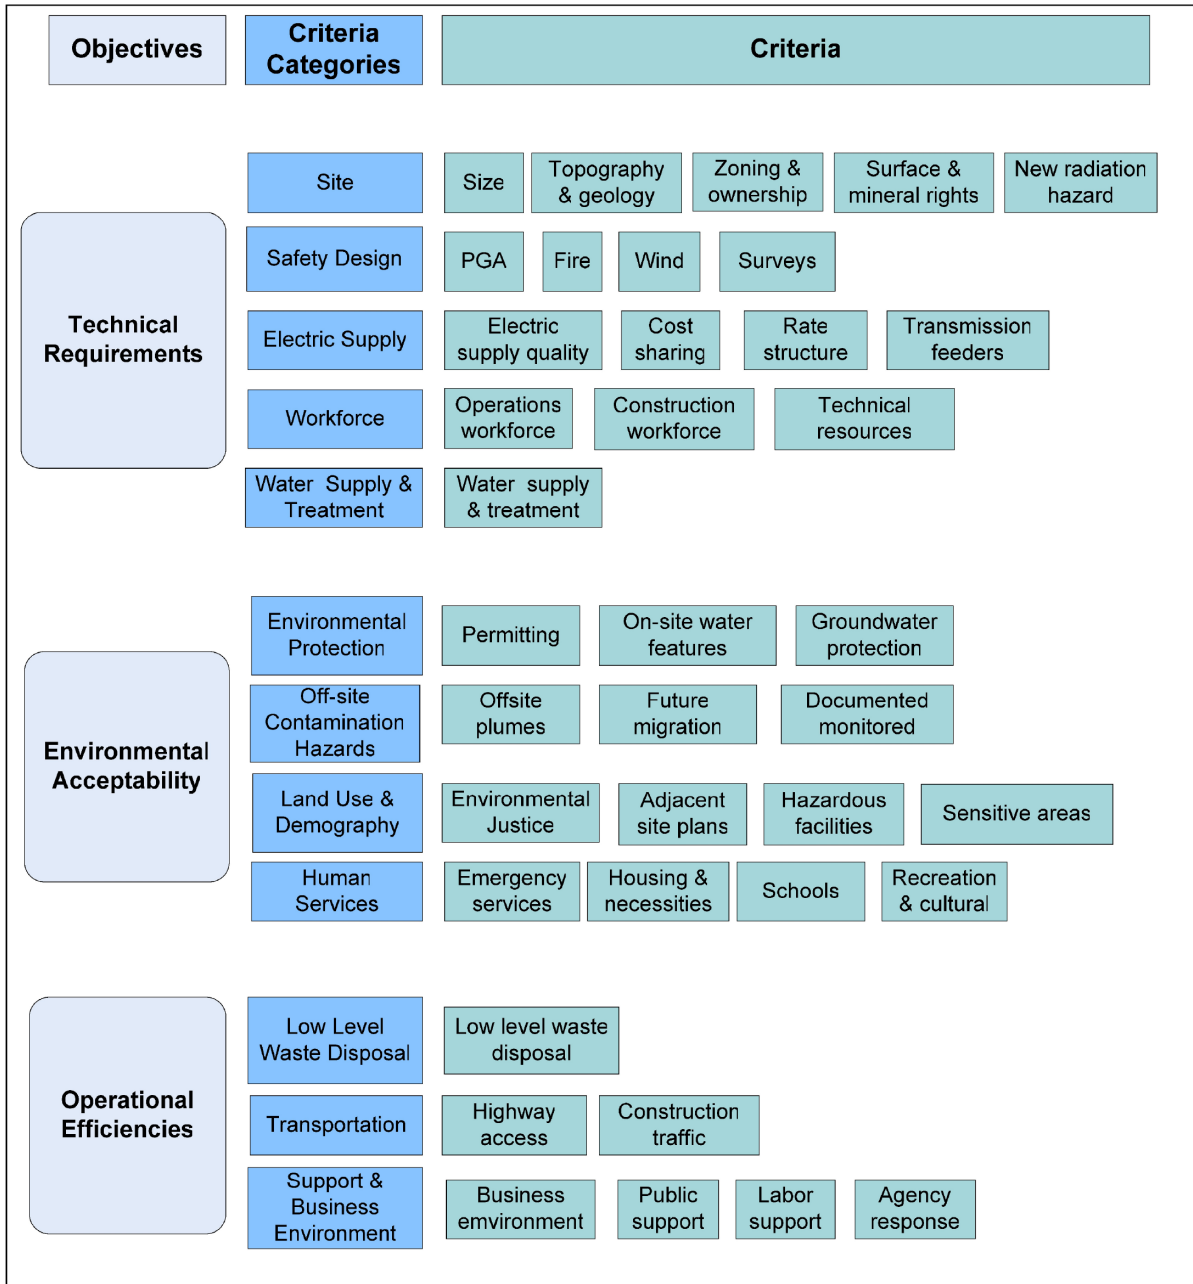 Objectives
Criteria
Categories
Criteria
Technical
Requirements
Site
Size
Topography
& geology
Zoning &
ownership
Surface &
mineral rights
New radiation
hazard
Safety Design
PGA
Fire
Wind
Surveys
Electric Supply
Electric
supply quality
Cost
sharing
Rate
structure
Transmission
feeders
Workforce
Operations
workforce
Construction
workforce
Technical
resources
Water Supply &
Treatment
Water supply
& treatment
Environmental
Acceptability
Environmental
Protection
Permitting
On-site water
features
Groundwater
protection
Off-site
Contamination
Hazards
Offsite
plumes
Future
migration
Documented
monitored
Land Use &
Demography
Environmental
Justice
Adjacent
site plans
Hazardous
facilities
Sensitive areas
Human
Services
Emergency
services
Housing &
necessities
Schools
Recreation
& cultural
Operational
Efficiencies
Low Level
Waste Disposal
Low level waste
disposal
Transportation
Highway
access
Construction
traffic
Support &
Business
Environment
Business
emvironment
Public
support
Labor
support
Agency
response